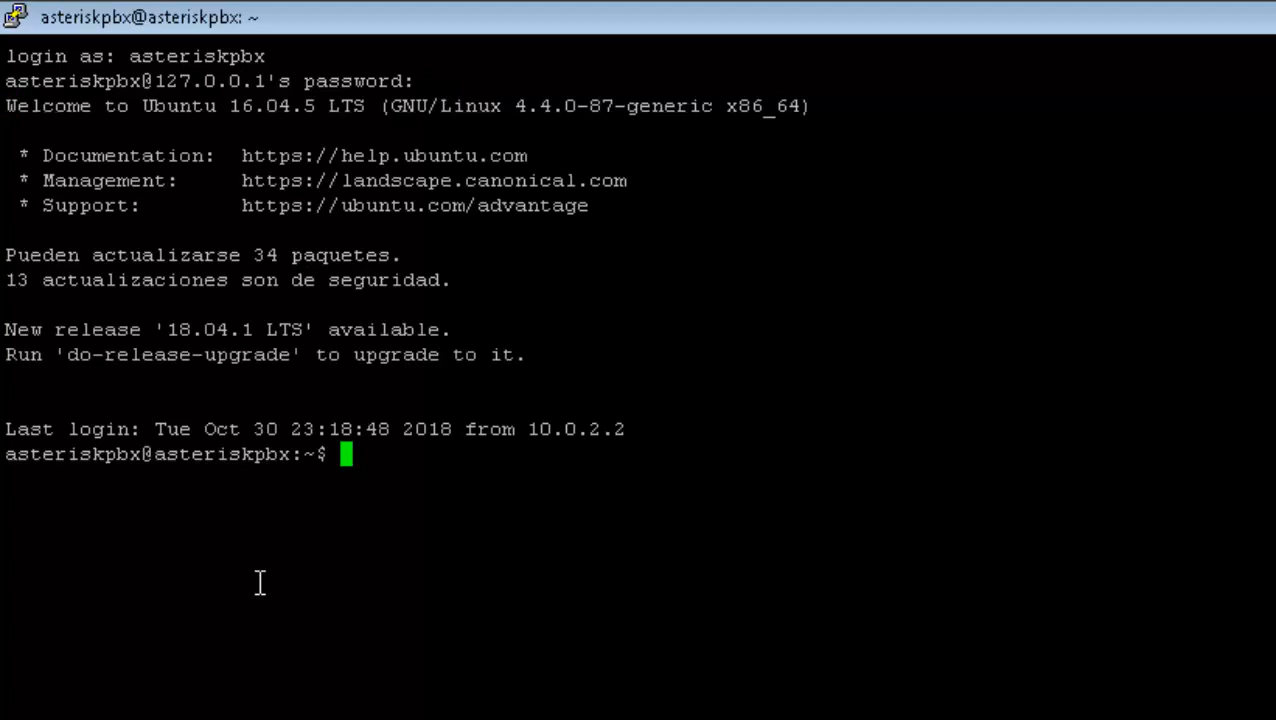 asteriskpbx@asteriskpbx: ~
login as: asteriskpbx
asteriskpbx@127.0.0.1's password:
Welcome to Ubuntu 16.04.5 LTS (GNU/Linux 4.4.0-87-generic x86_64)
* Documentation: https://help.ubuntu.com
* Management: https://landscape.canonical.com
* Support: https://ubuntu.com/advantage
Pueden actualizarse 34 paquetes.
13 actualizaciones son de seguridad.
New release '18.04.1 LTS' available.
Run 'do-release-upgrade' to upgrade to it.
Last login: Tue Oct 30 23:18:48 2018 from 10.0.2.2
asteriskpbx@asteriskpbx:~$